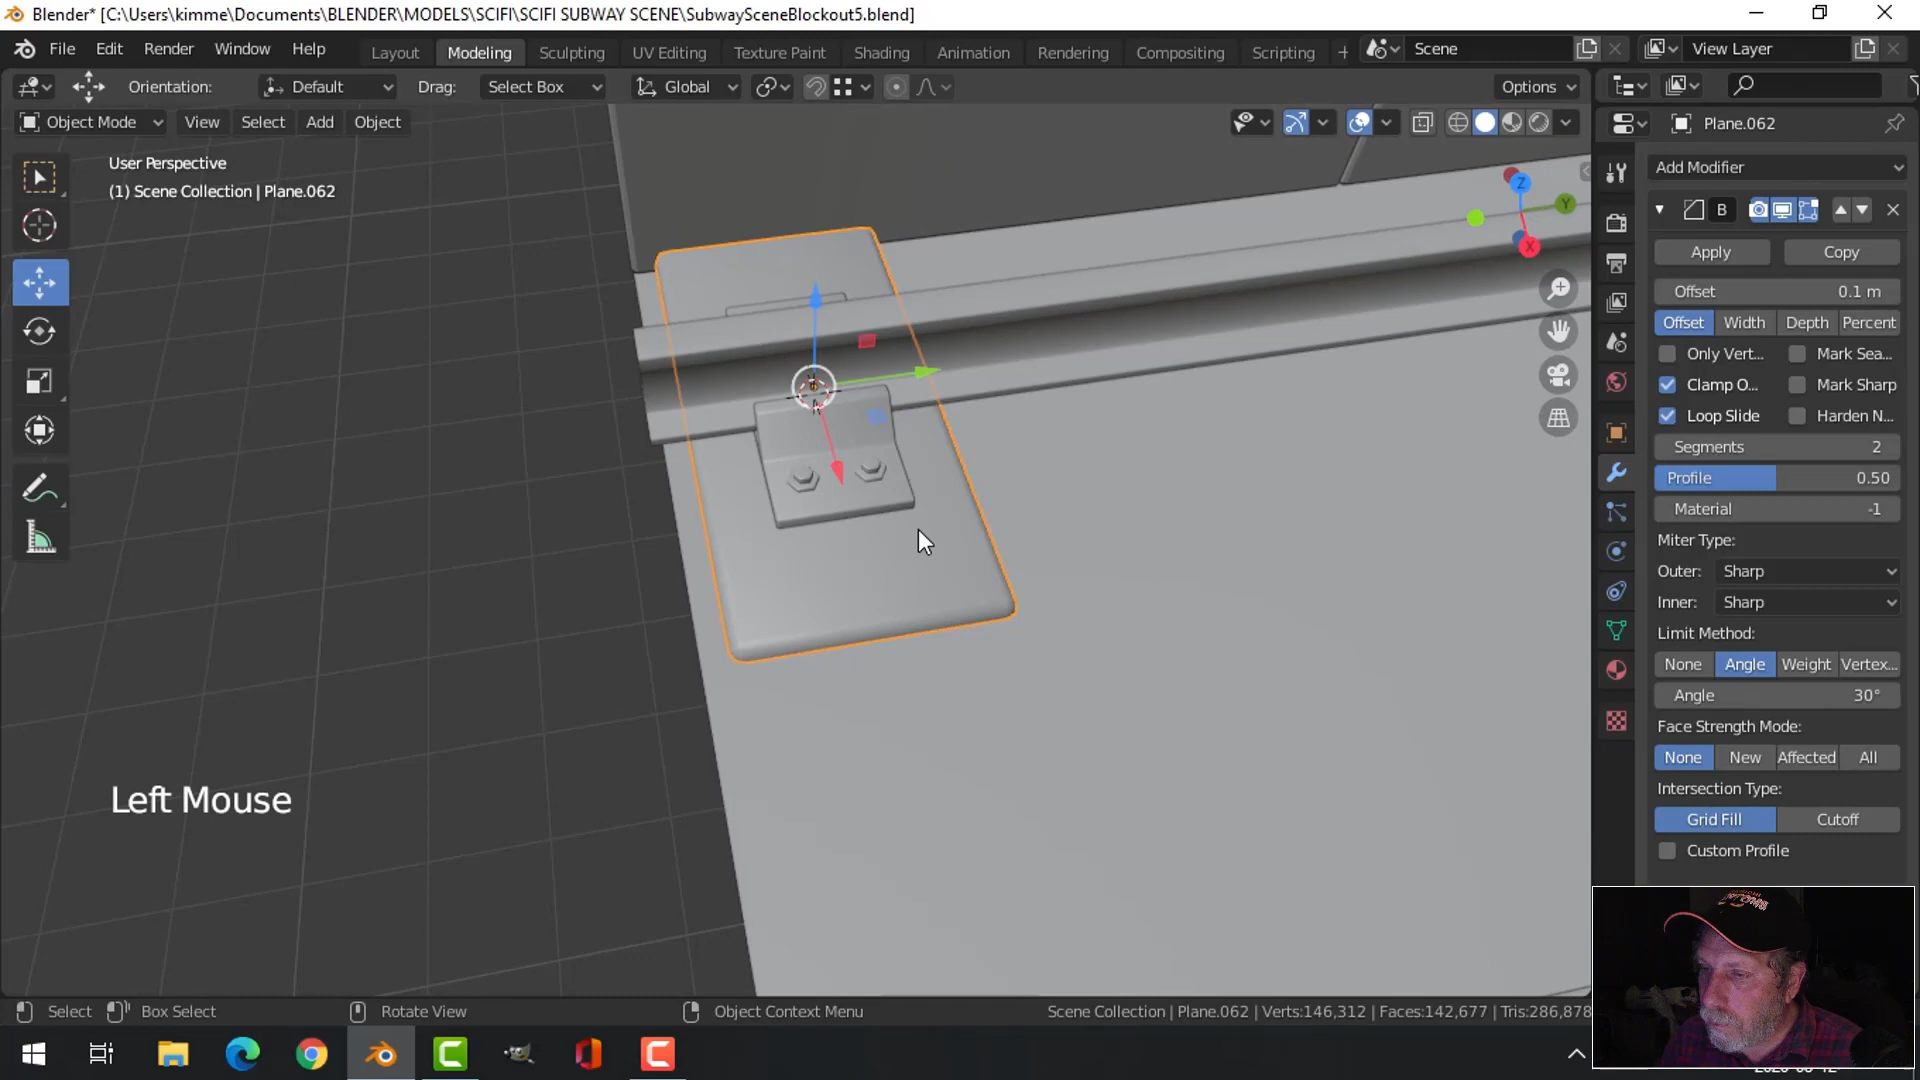 Blender* [C:\Users\kimme\Documents\BLENDER\MODELS\SCIFI\SCIFI SUBWAY SCENE\SubwaySceneBlockout5.blend]
File Edit Render Window Help Layout Modeling Sculpting UV Editing Texture Paint Shading Animation Rendering Compositing Scripting + Scene View Layer
Orientation: Default Drag: Select Box Global Options
Object Mode View Select Add Object Plane.062
User Perspective
(1) Scene Collection | Plane.062
Add Modifier
B
Apply Copy
Offset 0.1 m
Offset Width Depth Percent
Only Vert... Mark Sea...
Clamp O... Mark Sharp
Loop Slide Harden N...
Segments 2
Profile 0.50
Material -1
Miter Type:
Outer: Sharp
Inner: Sharp
Limit Method:
None Angle Weight Vertex...
Angle 30°
Face Strength Mode:
None New Affected All
Intersection Type:
Grid Fill Cutoff
Custom Profile
Z
Y
X
Left Mouse
Select Box Select Rotate View Object Context Menu Scene Collection | Plane.062 | Verts:146,312 | Faces:142,677 | Tris:286,878